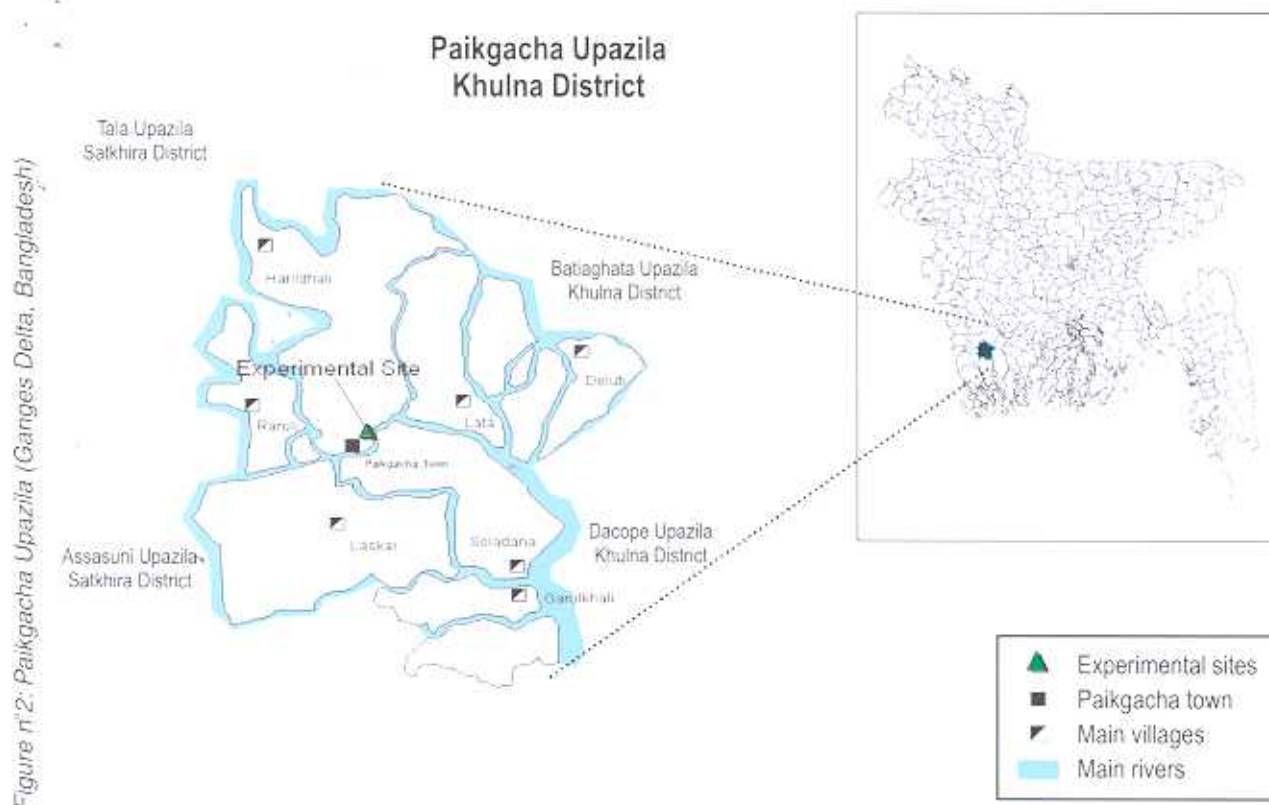 Paikgacha Upazila
Khulna District
Tala Upazila
Satkhira District
Harildhali
Batiaghata Upazila
Khulna District
Experimental Site
Deluti
Raruli
Lata
Paikgacha Town
Laskar
Soladana
Dacope Upazila
Khulna District
Assasuni Upazila
Satkhira District
Garuikhali
Experimental sites
Paikgacha town
Main villages
Main rivers
Figure n°2: Paikgacha Upazila (Ganges Delta, Bangladesh)